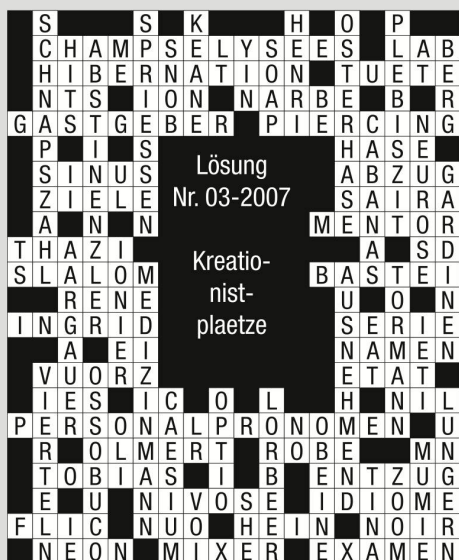 S S K H O P
CHAMPSELYSEES LAB
HIBERNATION TUETE
NTS ION NARBE B R
GASTGEBER PIERCING
P I S HASE
SINUS ABZUG
ZIELE SAIRA
A N N MENTOR
THAZI A SD
SLALOM BASTEI
RENE U O N
INGRID SERIE
A EI NAMEN
VUORZ ETAT
IES IC O L H NIL
PERSONALPRONOMEN U
R OLMERT ROBE MN
TOBIAS I B ENTZUG
E U NIVOSE IDIOME
FLIC NUO HEIN NOIR
NEON MIXER EXAMEN
Lösung
Nr. 03-2007
Kreatio-
nist-
plaetze